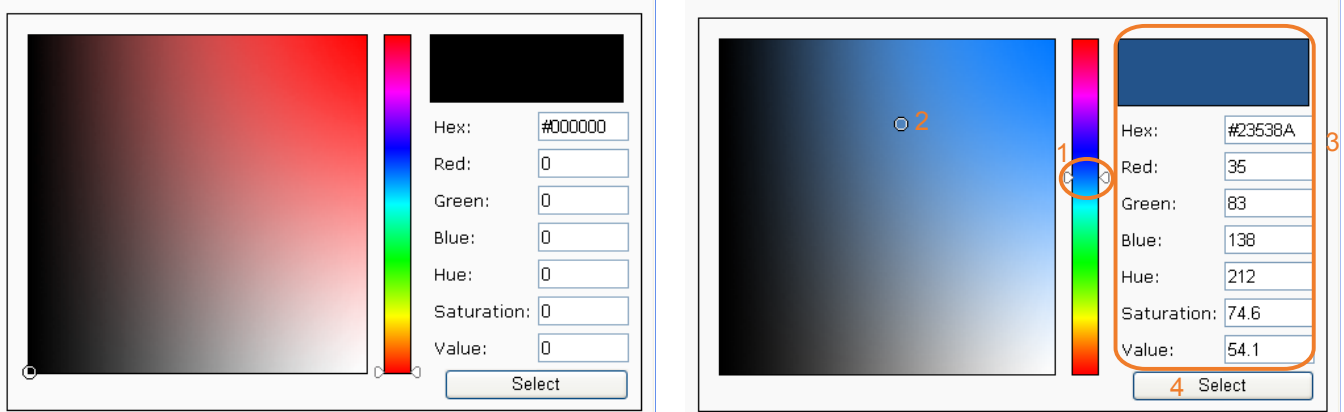 Hex: #000000
Red: 0
Green: 0
Blue: 0
Hue: 0
Saturation: 0
Value: 0
Select
2
1
3
Hex: #23538A
Red: 35
Green: 83
Blue: 138
Hue: 212
Saturation: 74.6
Value: 54.1
4 Select